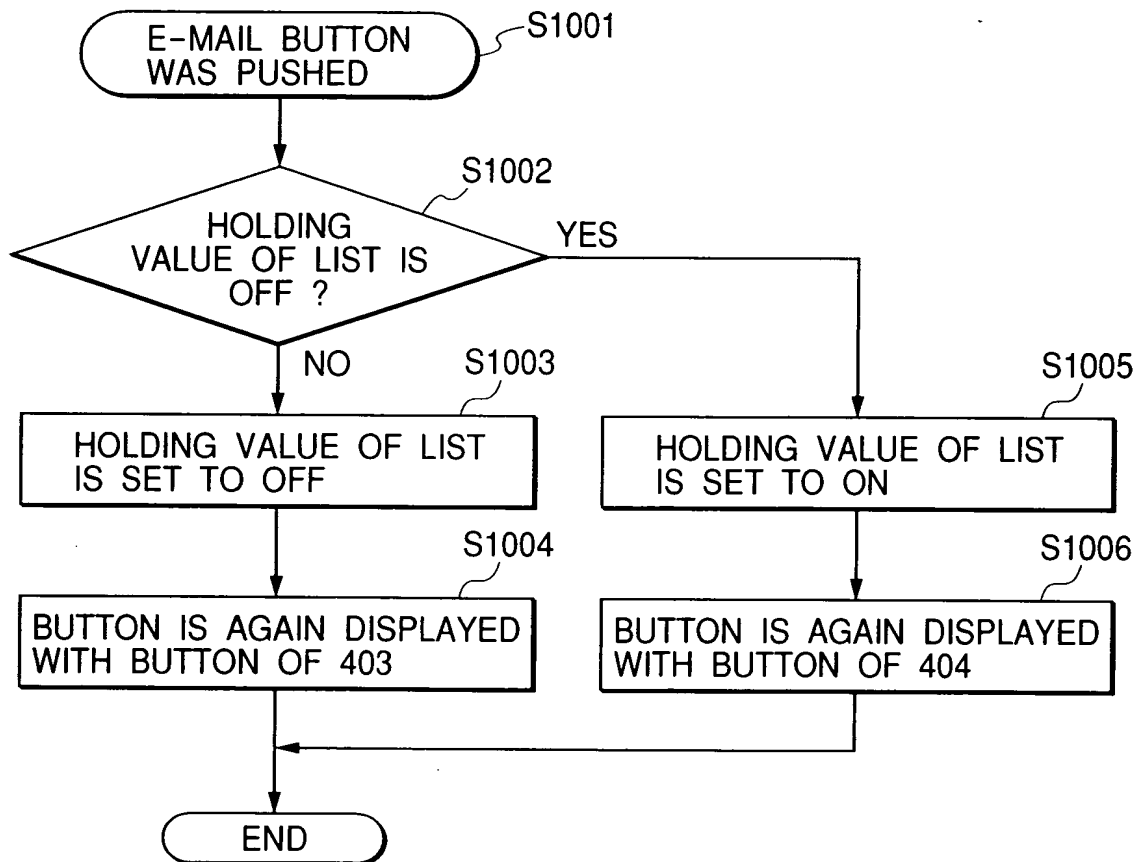 E-MAIL BUTTON
WAS PUSHED
S1001
S1002
HOLDING
VALUE OF LIST IS
OFF ?
YES
NO
S1003
HOLDING VALUE OF LIST
IS SET TO OFF
S1005
HOLDING VALUE OF LIST
IS SET TO ON
S1004
BUTTON IS AGAIN DISPLAYED
WITH BUTTON OF 403
S1006
BUTTON IS AGAIN DISPLAYED
WITH BUTTON OF 404
END